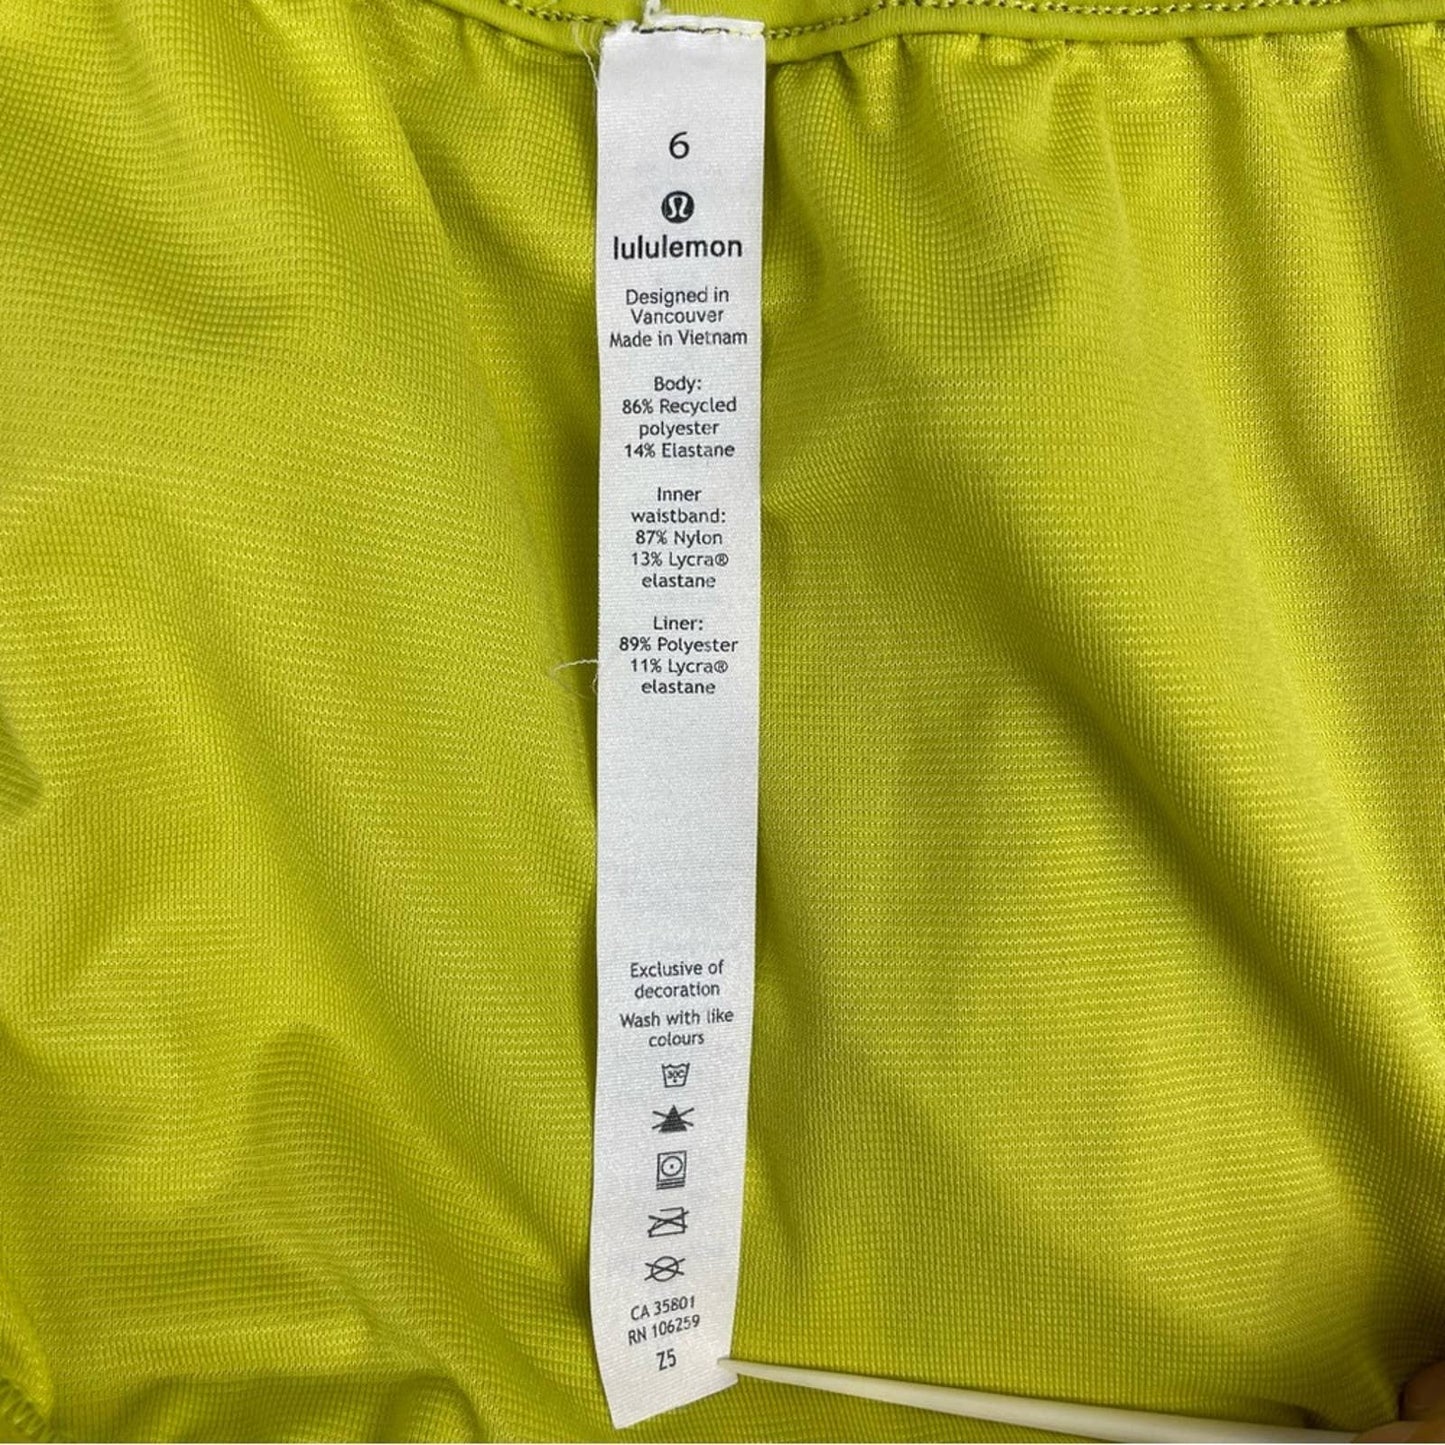 6
lululemon
Designed in
Vancouver
Made in Vietnam
Body:
86% Recycled
polyester
14% Elastane
Inner
waistband:
87% Nylon
13% Lycra®
elastane
Liner:
89% Polyester
11% Lycra®
elastane
Exclusive of
decoration
Wash with like
colours
30C
CA 35801
RN 106259
Z5